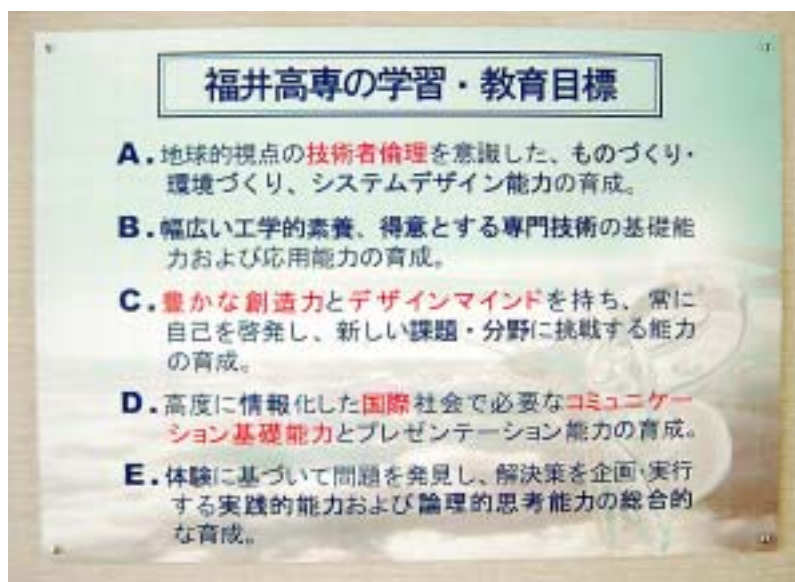 福井高専の学習・教育目標
A.地球的視点の技術者倫理を意識した、ものづくり・
環境づくり、システムデザイン能力の育成。
B.幅広い工学的素養、得意とする専門技術の基礎能
力および応用能力の育成。
C.豊かな創造力とデザインマインドを持ち、常に
自己を啓発し、新しい課題・分野に挑戦する能力
の育成。
D.高度に情報化した国際社会で必要なコミュニケー
ション基礎能力とプレゼンテーション能力の育成。
E.体験に基づいて問題を発見し、解決策を企画・実行
する実践的能力および論理的思考能力の総合的
な育成。